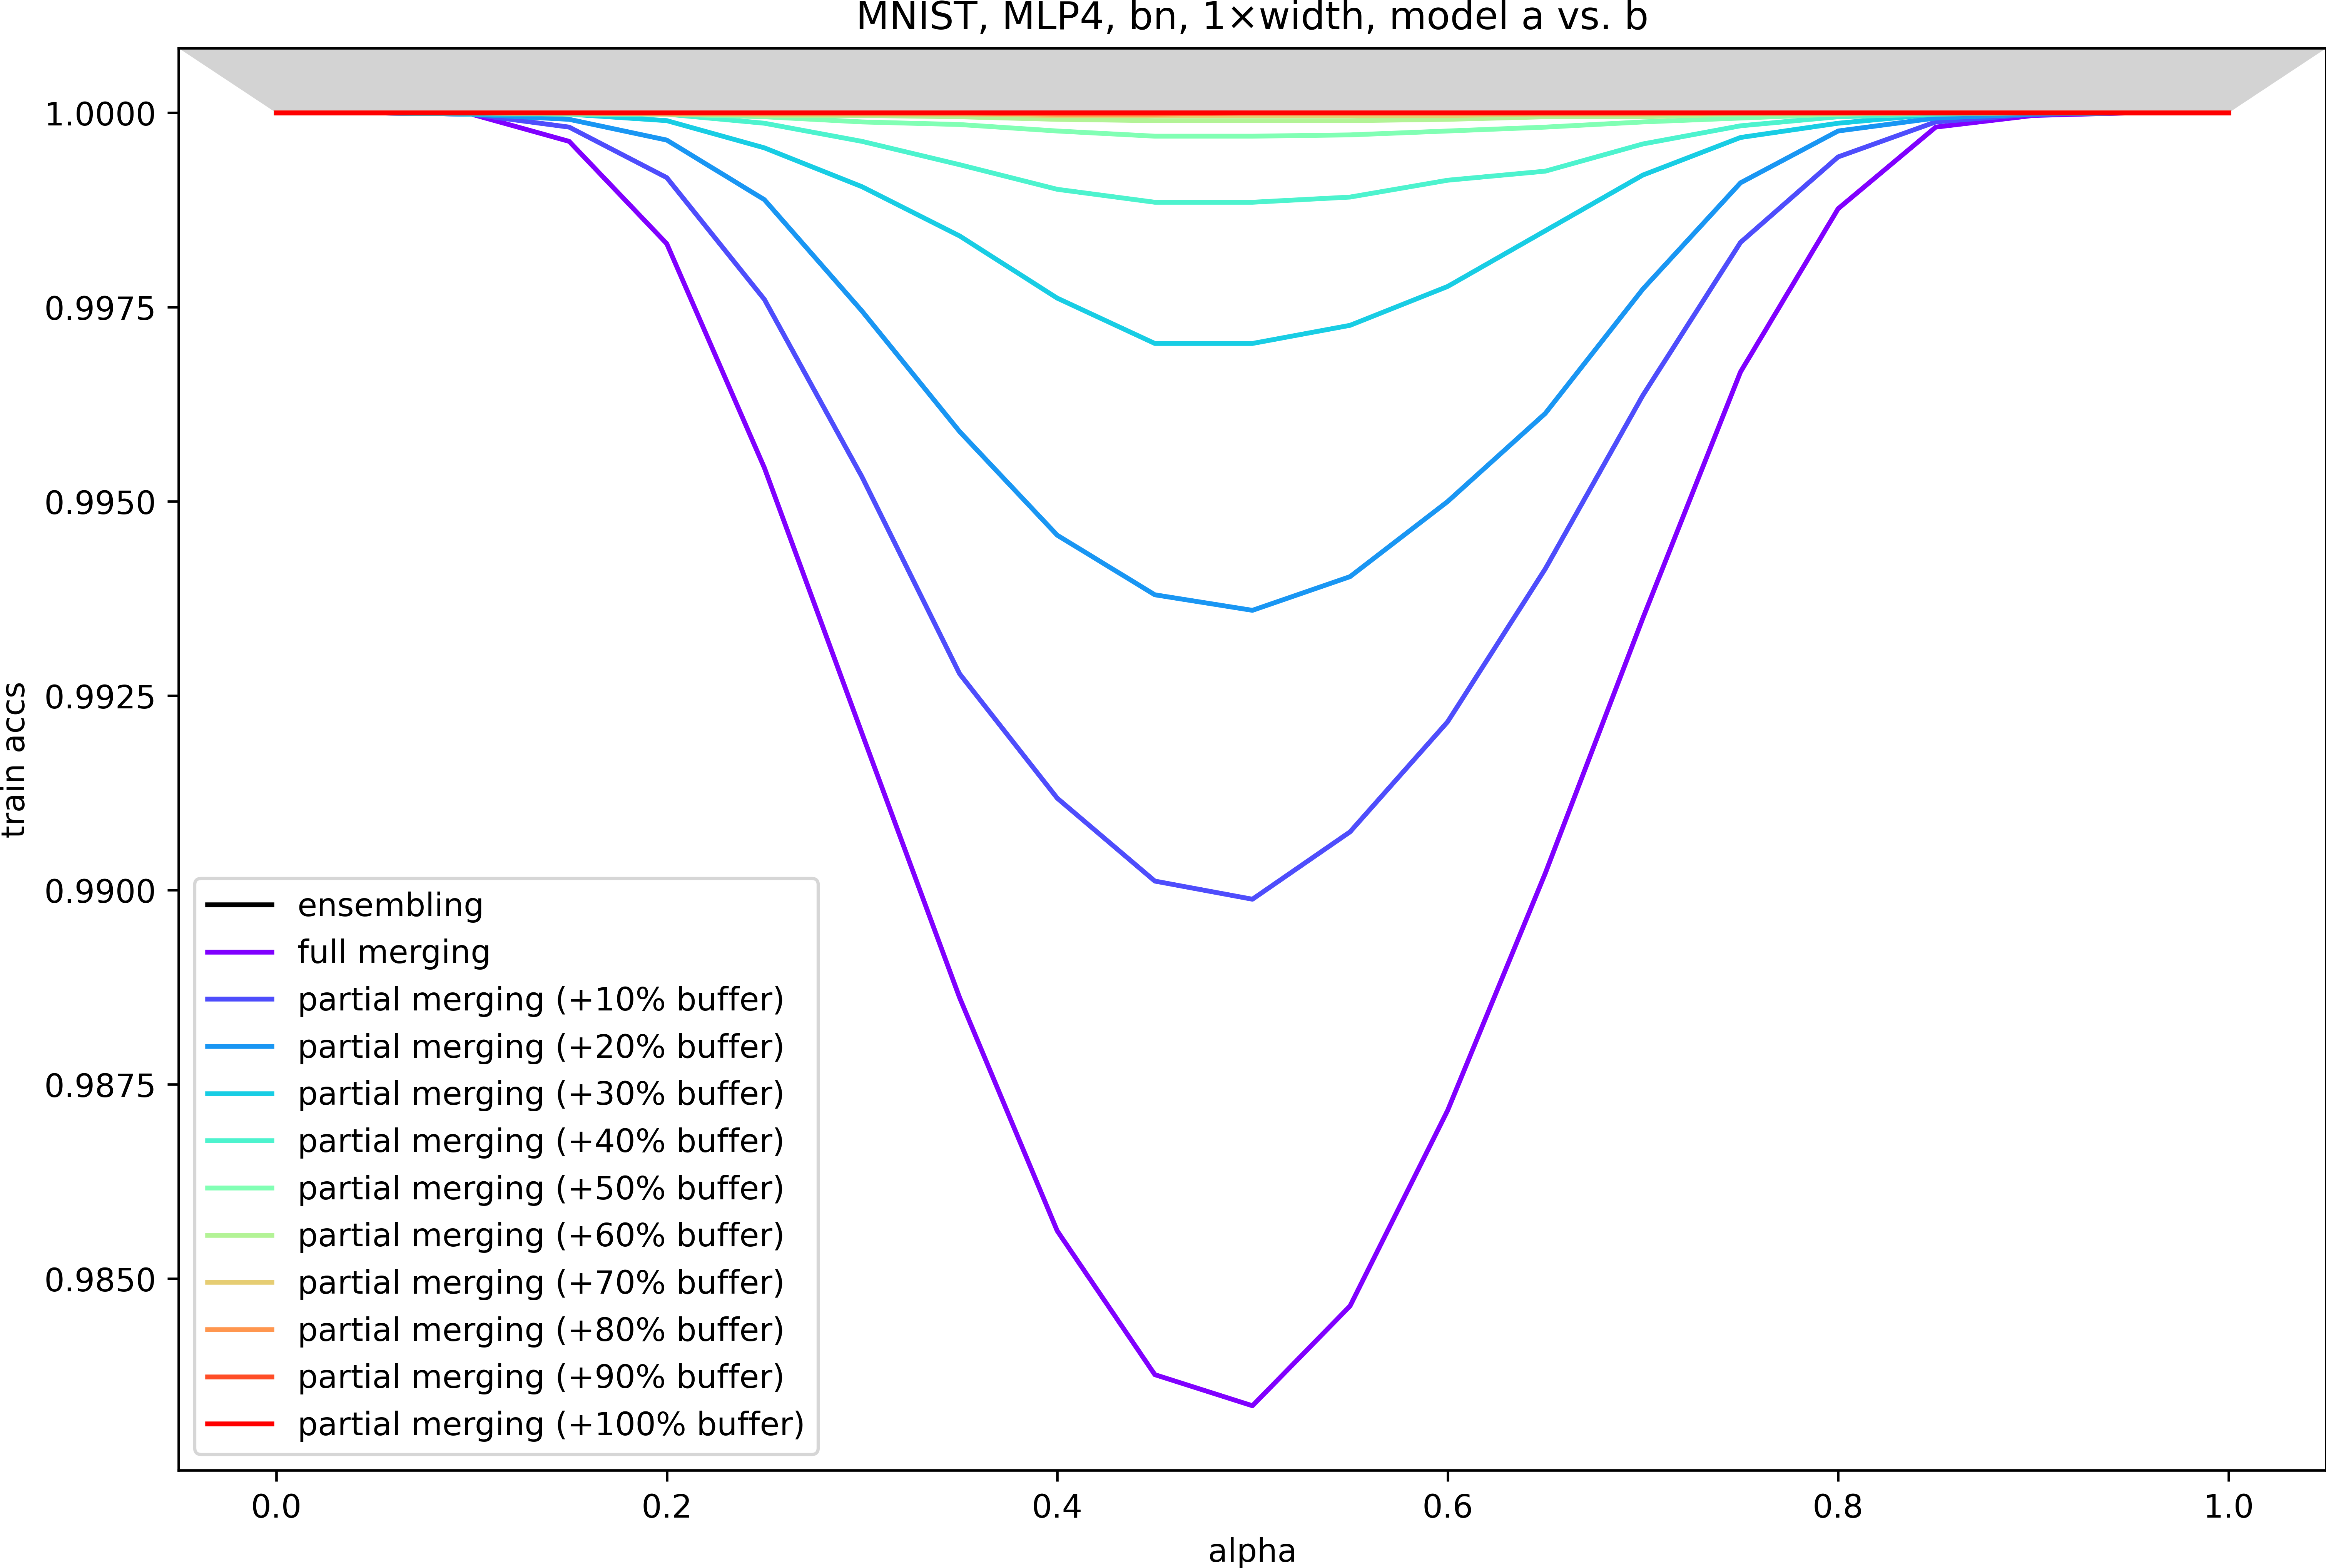 MNIST, MLP4, bn, 1×width, model a vs. b
1.0000
0.9975
0.9950
0.9925
0.9900
0.9875
0.9850
train accs
ensembling
full merging
partial merging (+10% buffer)
partial merging (+20% buffer)
partial merging (+30% buffer)
partial merging (+40% buffer)
partial merging (+50% buffer)
partial merging (+60% buffer)
partial merging (+70% buffer)
partial merging (+80% buffer)
partial merging (+90% buffer)
partial merging (+100% buffer)
0.0 0.2 0.4 0.6 0.8 1.0
alpha